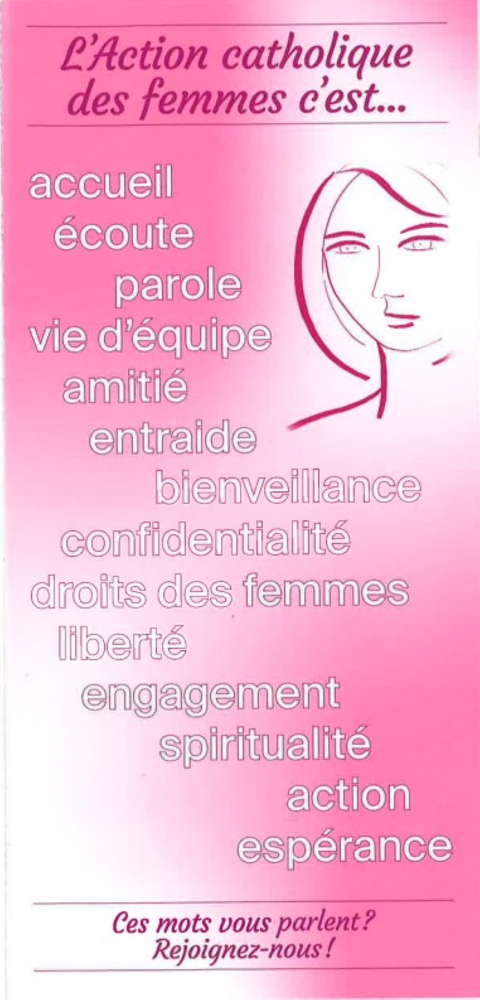 L'Action catholique
des femmes c'est...
accueil
écoute
parole
vie d'équipe
amitié
entraide
bienveillance
confidentialité
droits des femmes
liberté
engagement
spiritualité
action
espérance
Ces mots vous parlent ?
Rejoignez-nous !